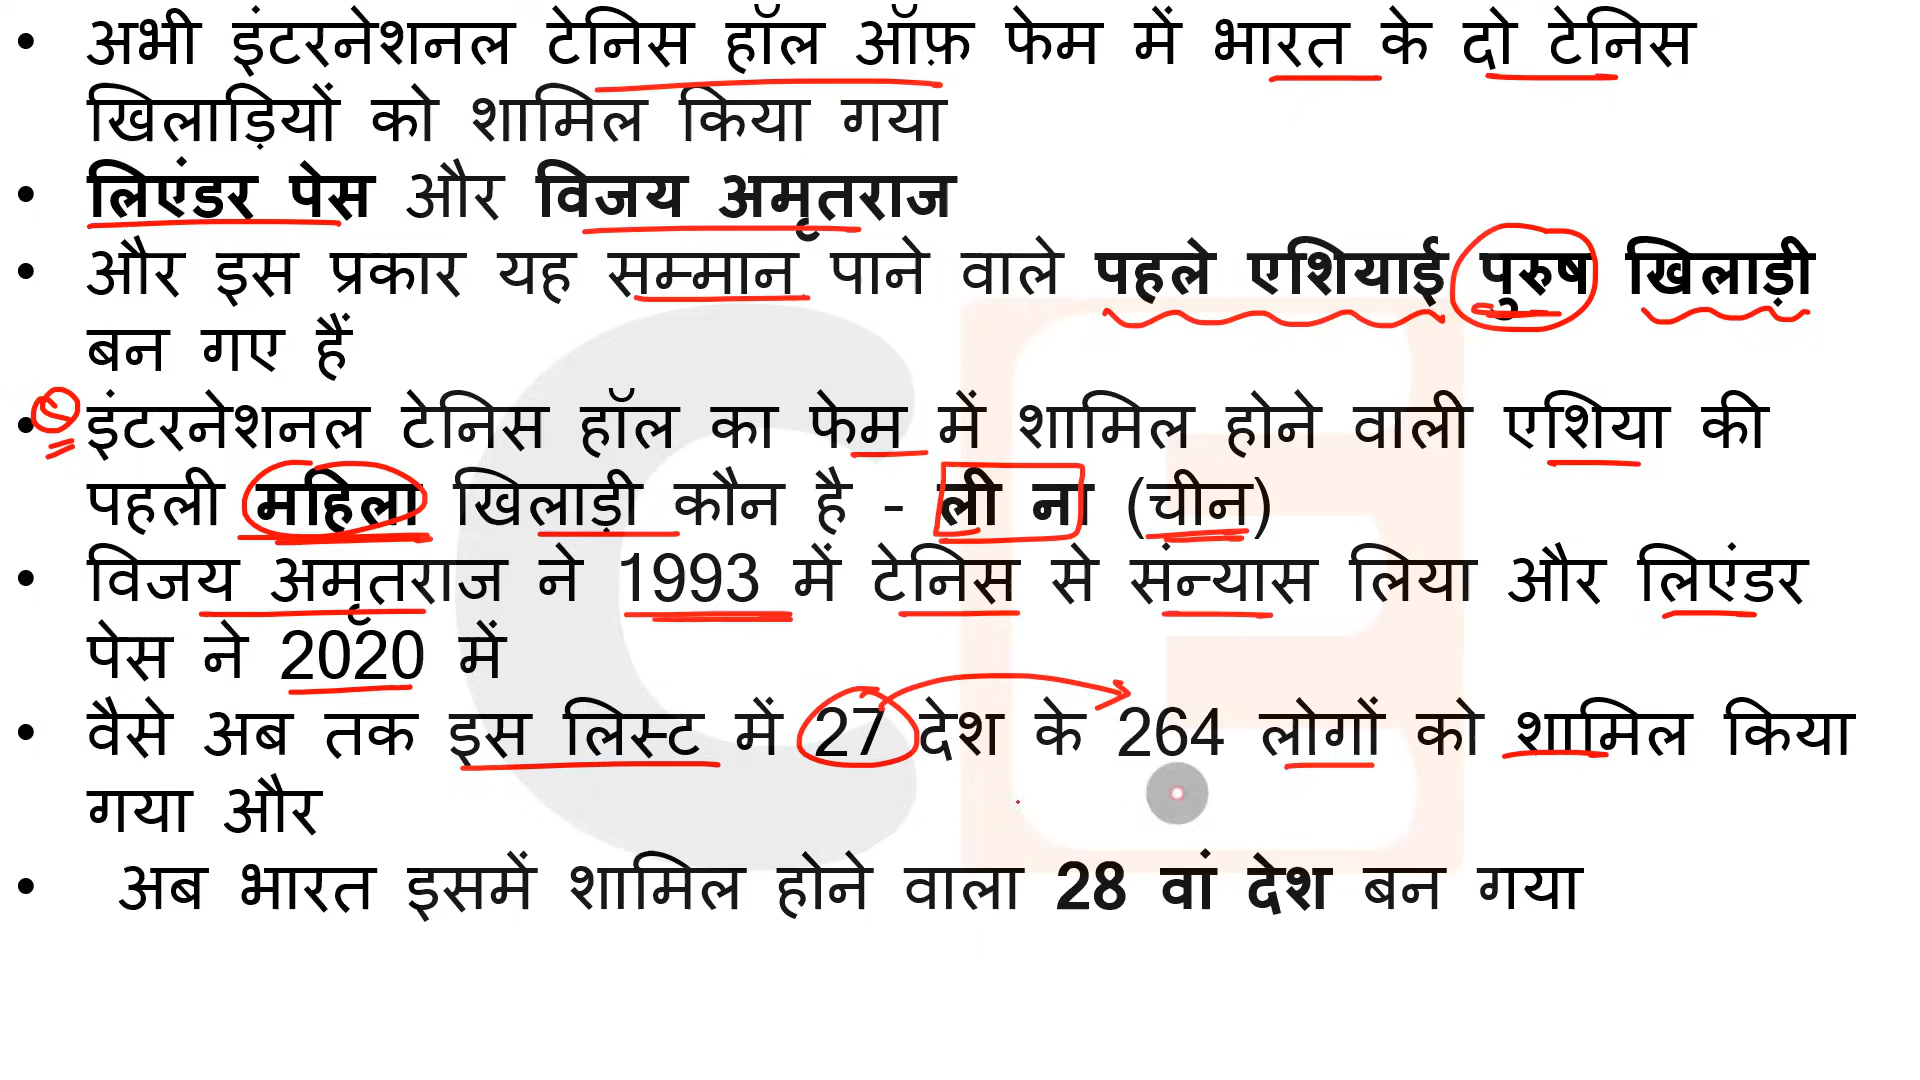 • अभी इंटरनेशनल टेनिस हॉल ऑफ़ फेम में भारत के दो टेनिस
खिलाड़ियों को शामिल किया गया
• लिएंडर पेस और विजय अमृतराज
• और इस प्रकार यह सम्मान पाने वाले पहले एशियाई पुरुष खिलाड़ी
बन गए हैं
• इंटरनेशनल टेनिस हॉल का फेम में शामिल होने वाली एशिया की
पहली महिला खिलाड़ी कौन है - ली ना (चीन)
• विजय अमृतराज ने 1993 में टेनिस से संन्यास लिया और लिएंडर
पेस ने 2020 में
• वैसे अब तक इस लिस्ट में 27 देश के 264 लोगों को शामिल किया
गया और
• अब भारत इसमें शामिल होने वाला 28 वां देश बन गया